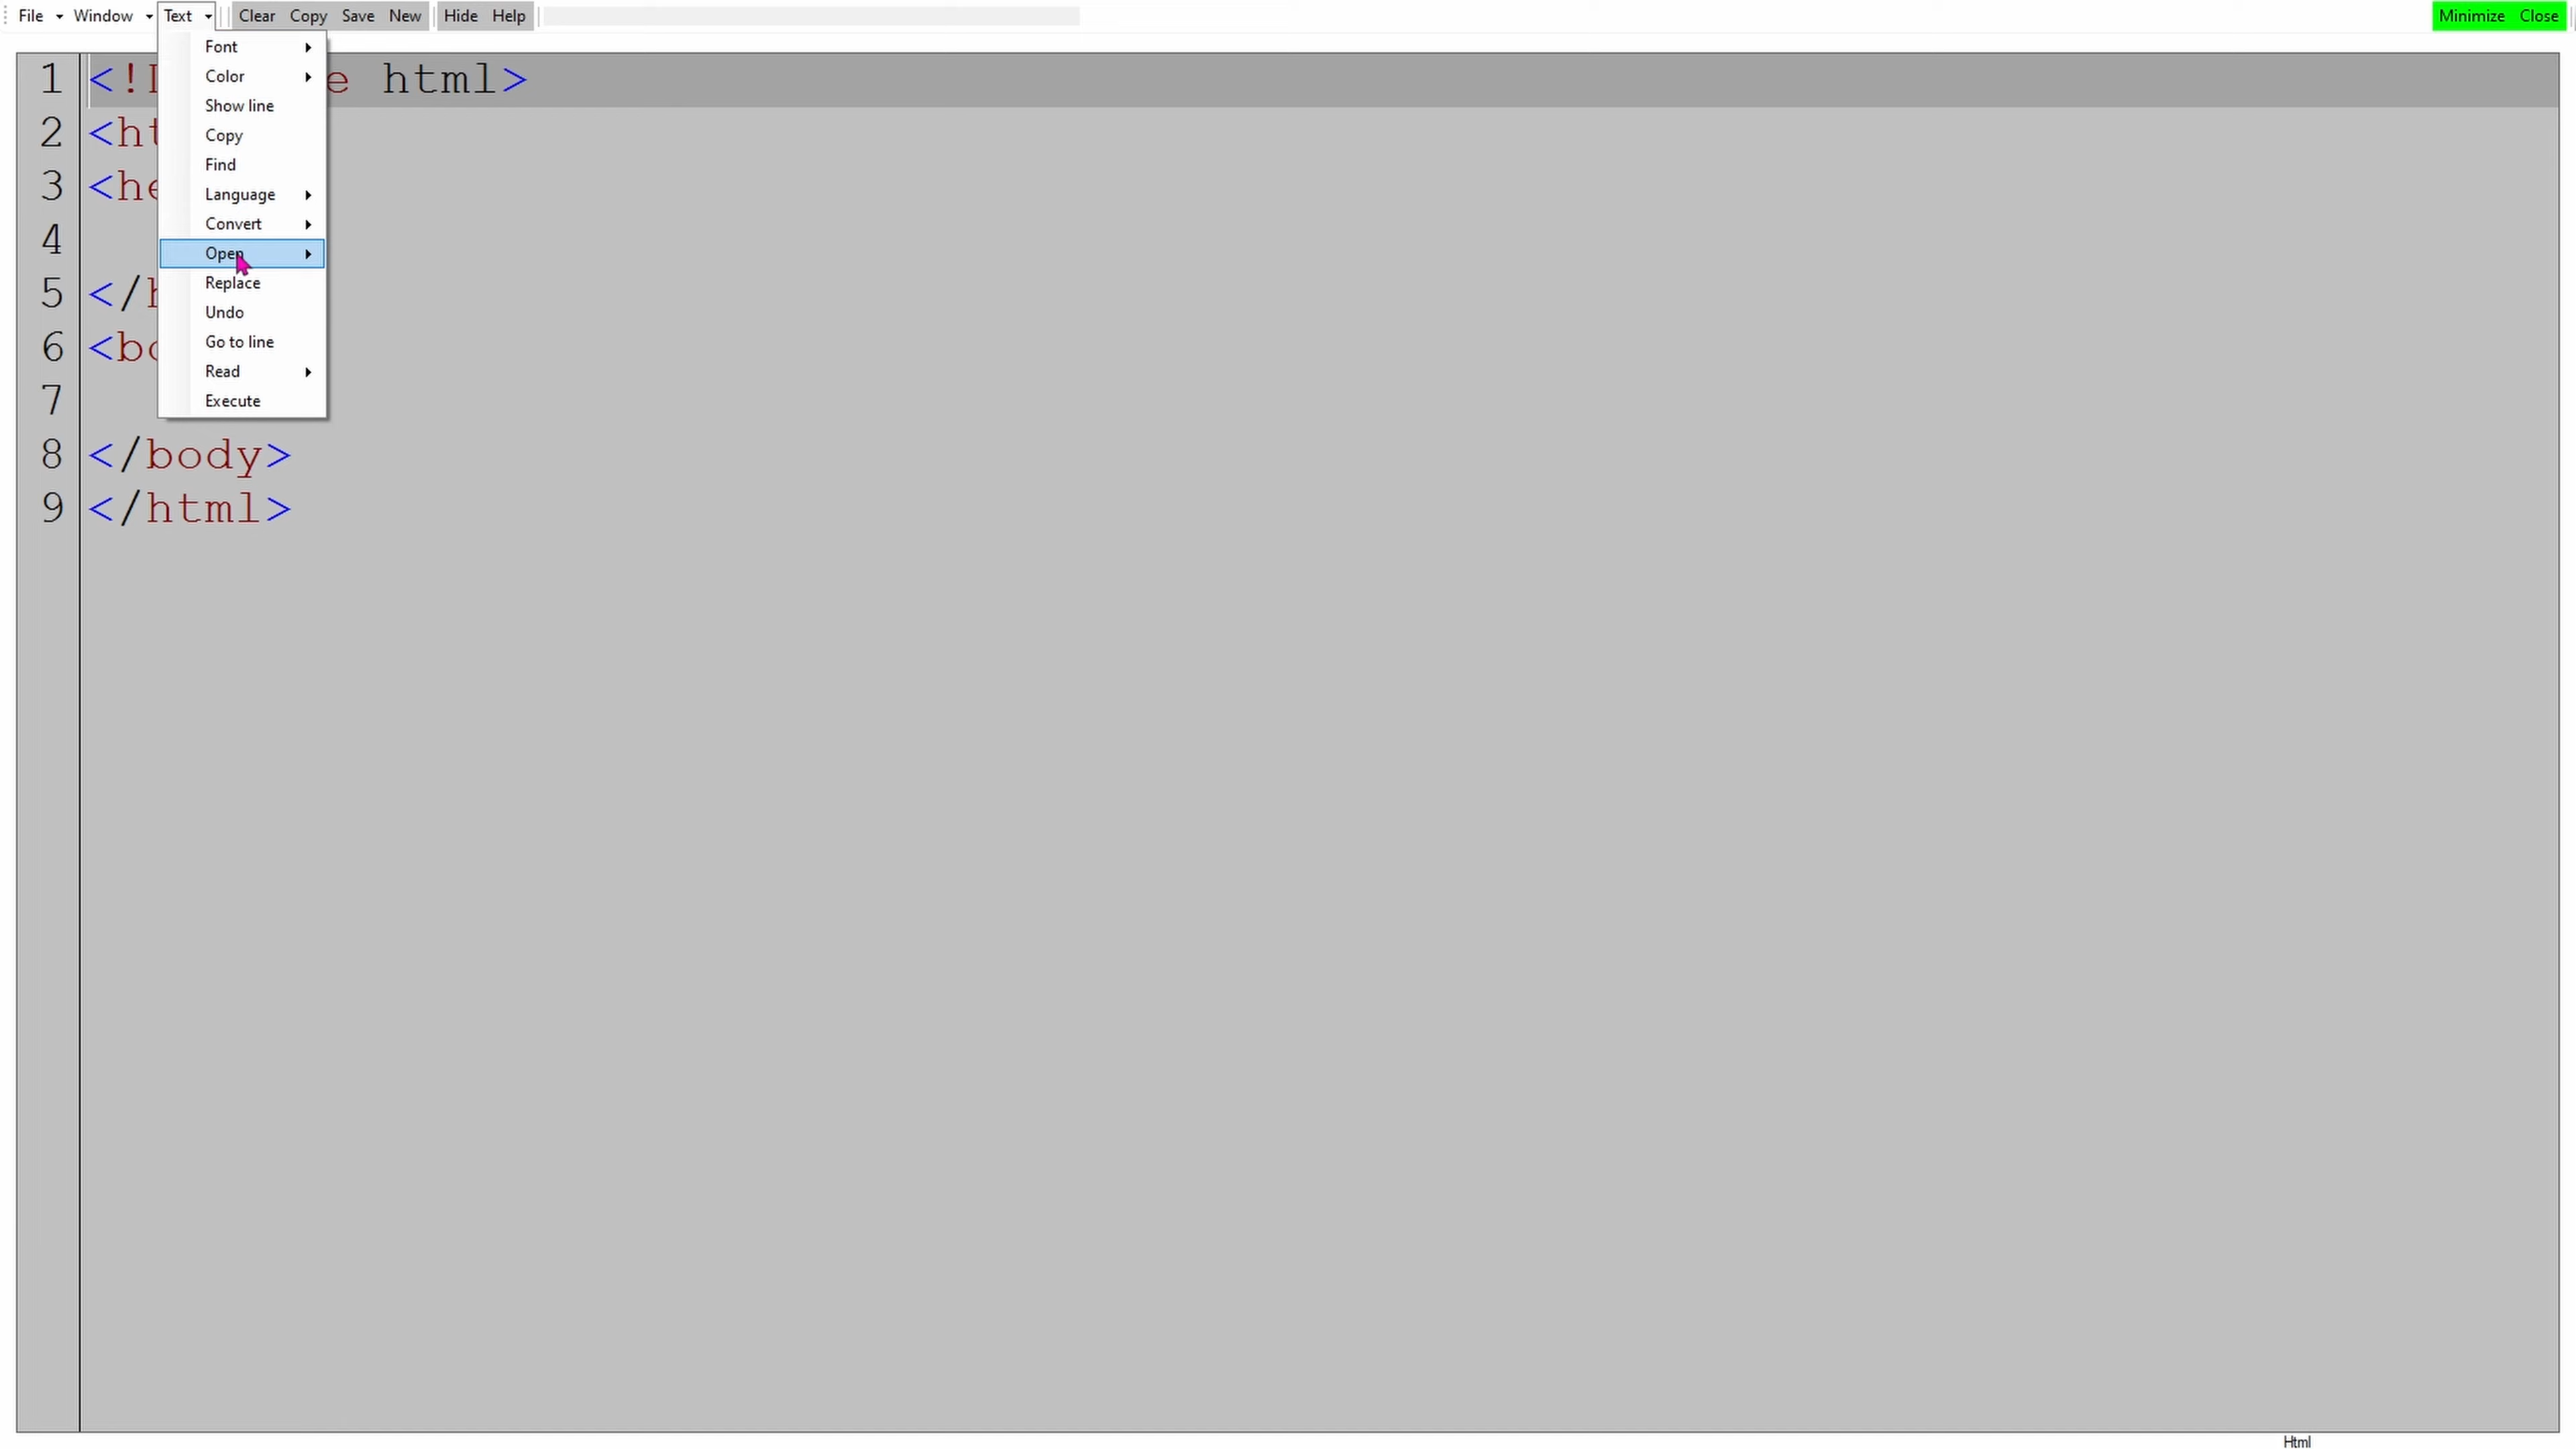 File Window Text Clear Copy Save New Hide Help Minimize Close
Font
Color
Show line
Copy
Find
Language
Convert
Open
Replace
Undo
Go to line
Read
Execute
1 <! e html>
2 <h
3 <he
4
5 </h
6 <bo
7
8 </body>
9 </html>
Html